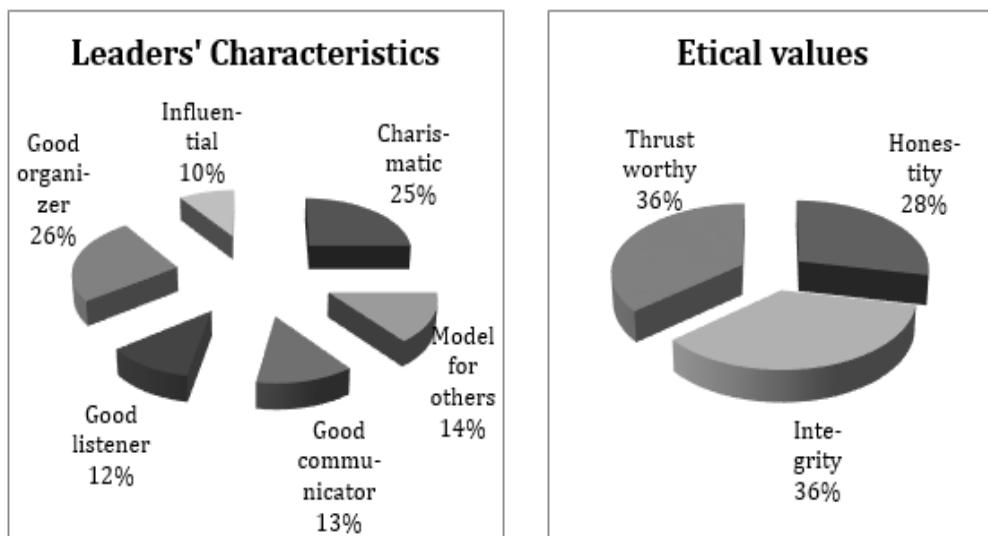 Leaders' Characteristics
Influen-
tial
10%
Charis-
matic
25%
Good
organi-
zer
26%
Model
for
others
14%
Good
listener
12%
Good
commu-
nicator
13%
Etical values
Thrust
worthy
36%
Hones-
tity
28%
Inte-
grity
36%